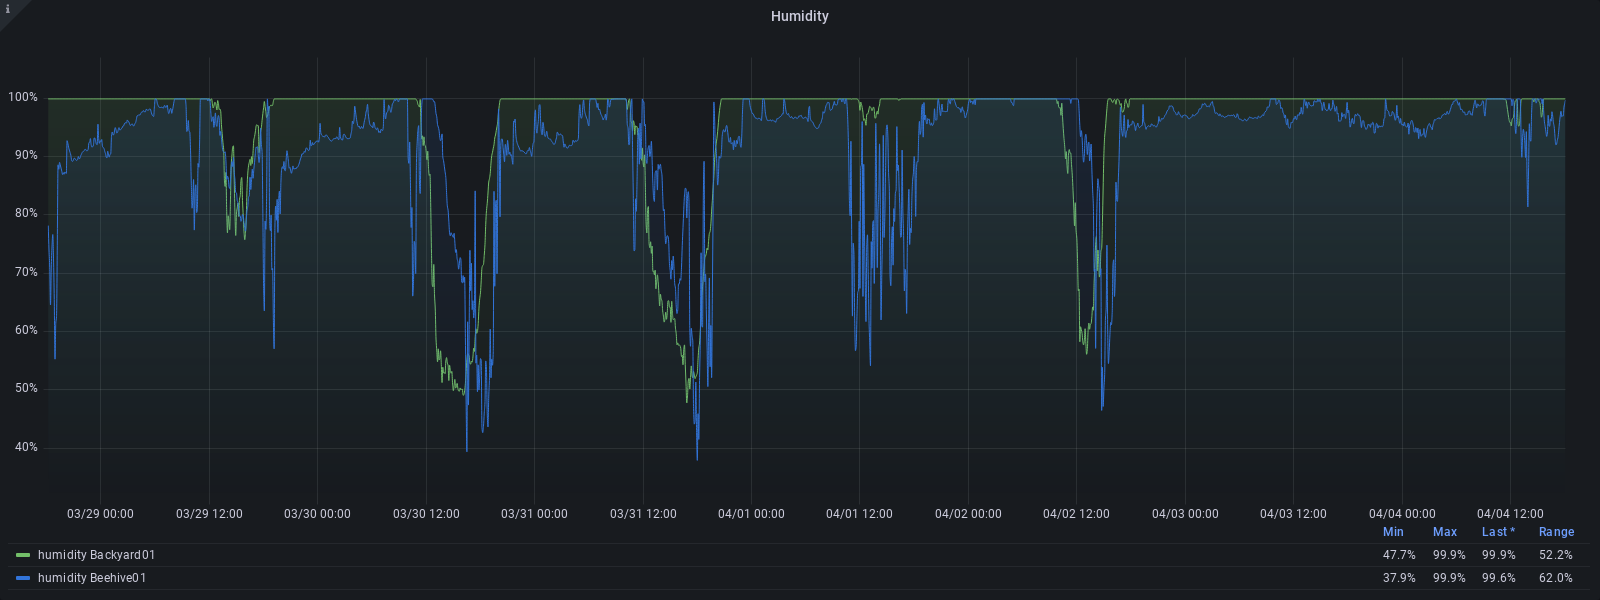 i
Humidity
100%
90%
80%
70%
60%
50%
40%
03/29 00:00 03/29 12:00 03/30 00:00 03/30 12:00 03/31 00:00 03/31 12:00 04/01 00:00 04/01 12:00 04/02 00:00 04/02 12:00 04/03 00:00 04/03 12:00 04/04 00:00 04/04 12:00
Min Max Last * Range
humidity Backyard01 47.7% 99.9% 99.9% 52.2%
humidity Beehive01 37.9% 99.9% 99.6% 62.0%